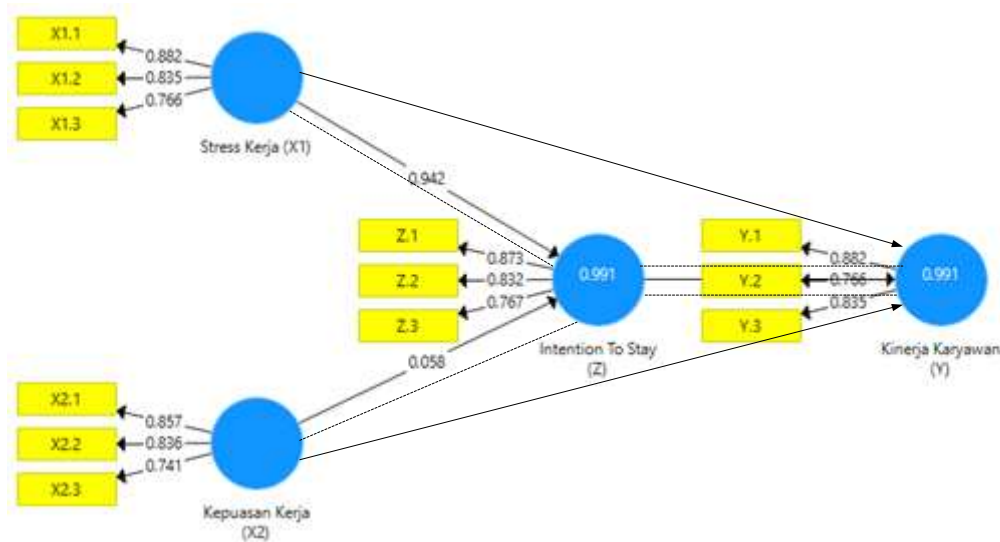 X1.1
0.882
X1.2
0.835
0.766
X1.3
Stress Kerja (X1)
0.942
Z.1
0.873
Z.2
0.832
0.767
Z.3
0.991
Intention To Stay
(Z)
Y.1
0.882
Y.2
0.766
0.835
Y.3
0.991
Kinerja Karyawan
(Y)
0.058
X2.1
0.857
X2.2
0.836
0.741
X2.3
Kepuasan Kerja
(X2)